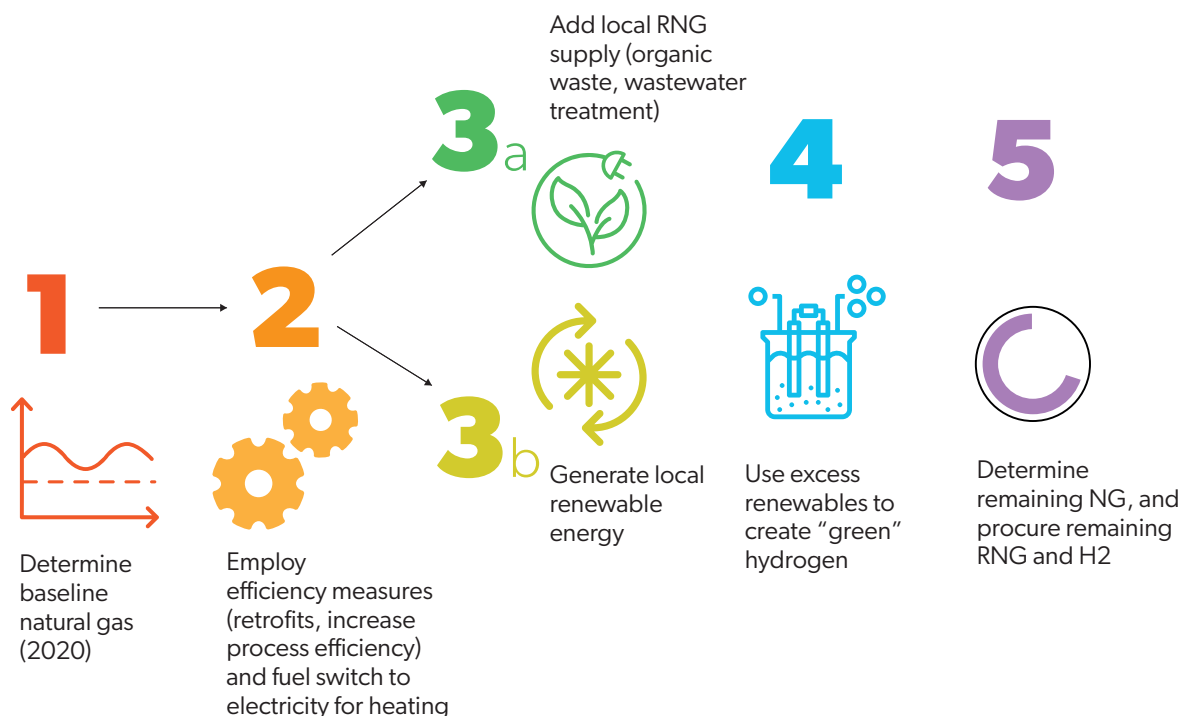 1
Determine
baseline
natural gas
(2020)
2
Employ
efficiency measures
(retrofits, increase
process efficiency)
and fuel switch to
electricity for heating
3a
Add local RNG
supply (organic
waste, wastewater
treatment)
3b
Generate local
renewable
energy
4
Use excess
renewables to
create “green”
hydrogen
5
Determine
remaining NG, and
procure remaining
RNG and H2